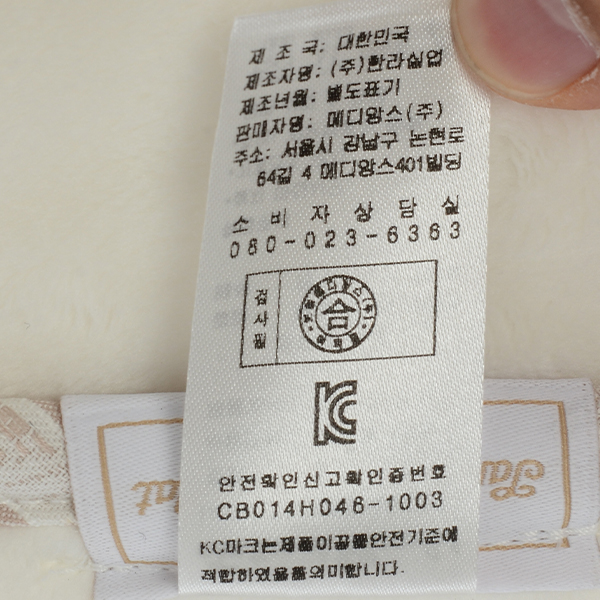 제 조 국: 대한민국
제조자명: (주)한라실업
제조년월: 별도표기
판매자명: 메디앙스(주)
주소: 서울시 강남구 논현로
64길 4 메디앙스401빌딩
소 비 자 상 담 실
080-023-6363
검사필
合
KC
안전확인신고확인증번호
CB014H046-1003
KC마크는제품이공통안전기준에
적합하였음을의미합니다.